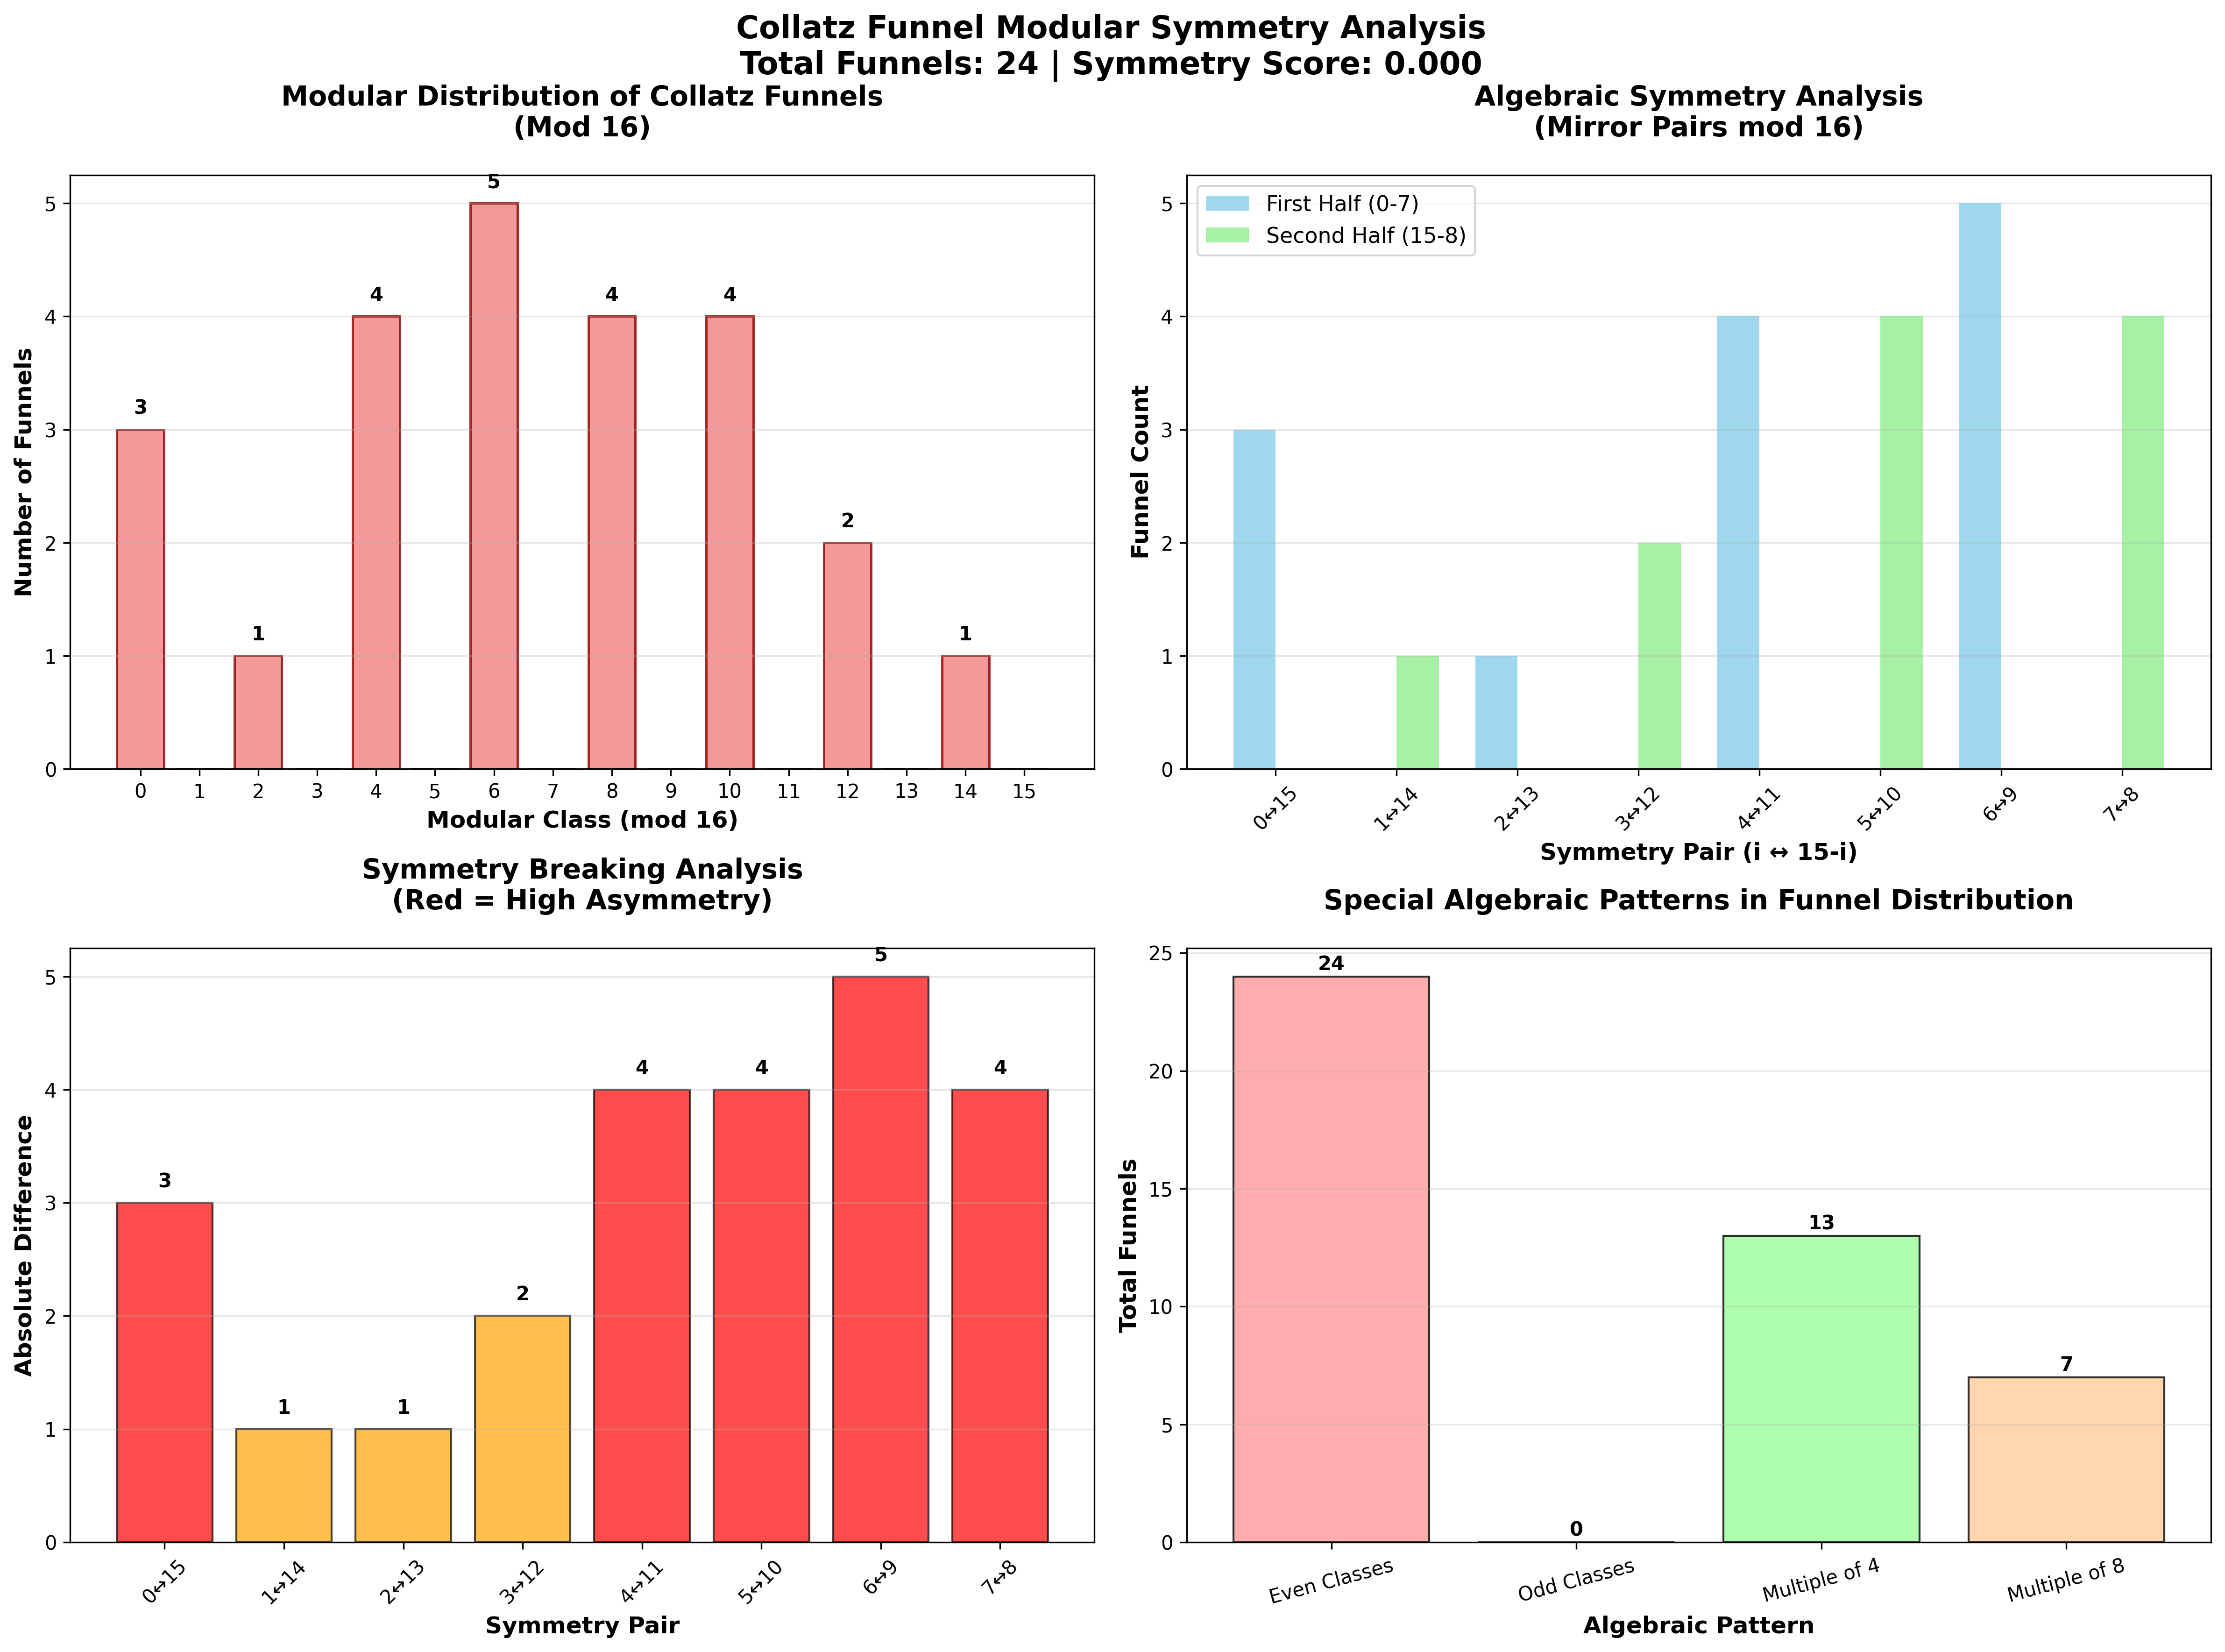 Collatz Funnel Modular Symmetry Analysis
Total Funnels: 24 | Symmetry Score: 0.000
Modular Distribution of Collatz Funnels
(Mod 16)
Number of Funnels
5
4
3
2
1
0
3
1
4
5
4
4
2
1
0 1 2 3 4 5 6 7 8 9 10 11 12 13 14 15
Modular Class (mod 16)
Algebraic Symmetry Analysis
(Mirror Pairs mod 16)
First Half (0-7)
Second Half (15-8)
Funnel Count
5
4
3
2
1
0
0↔15 1↔14 2↔13 3↔12 4↔11 5↔10 6↔9 7↔8
Symmetry Pair (i ↔ 15-i)
Symmetry Breaking Analysis
(Red = High Asymmetry)
Absolute Difference
5
4
3
2
1
0
3
1
1
2
4
4
5
4
0↔15 1↔14 2↔13 3↔12 4↔11 5↔10 6↔9 7↔8
Symmetry Pair
Special Algebraic Patterns in Funnel Distribution
Total Funnels
25
20
15
10
5
0
24
0
13
7
Even Classes Odd Classes Multiple of 4 Multiple of 8
Algebraic Pattern